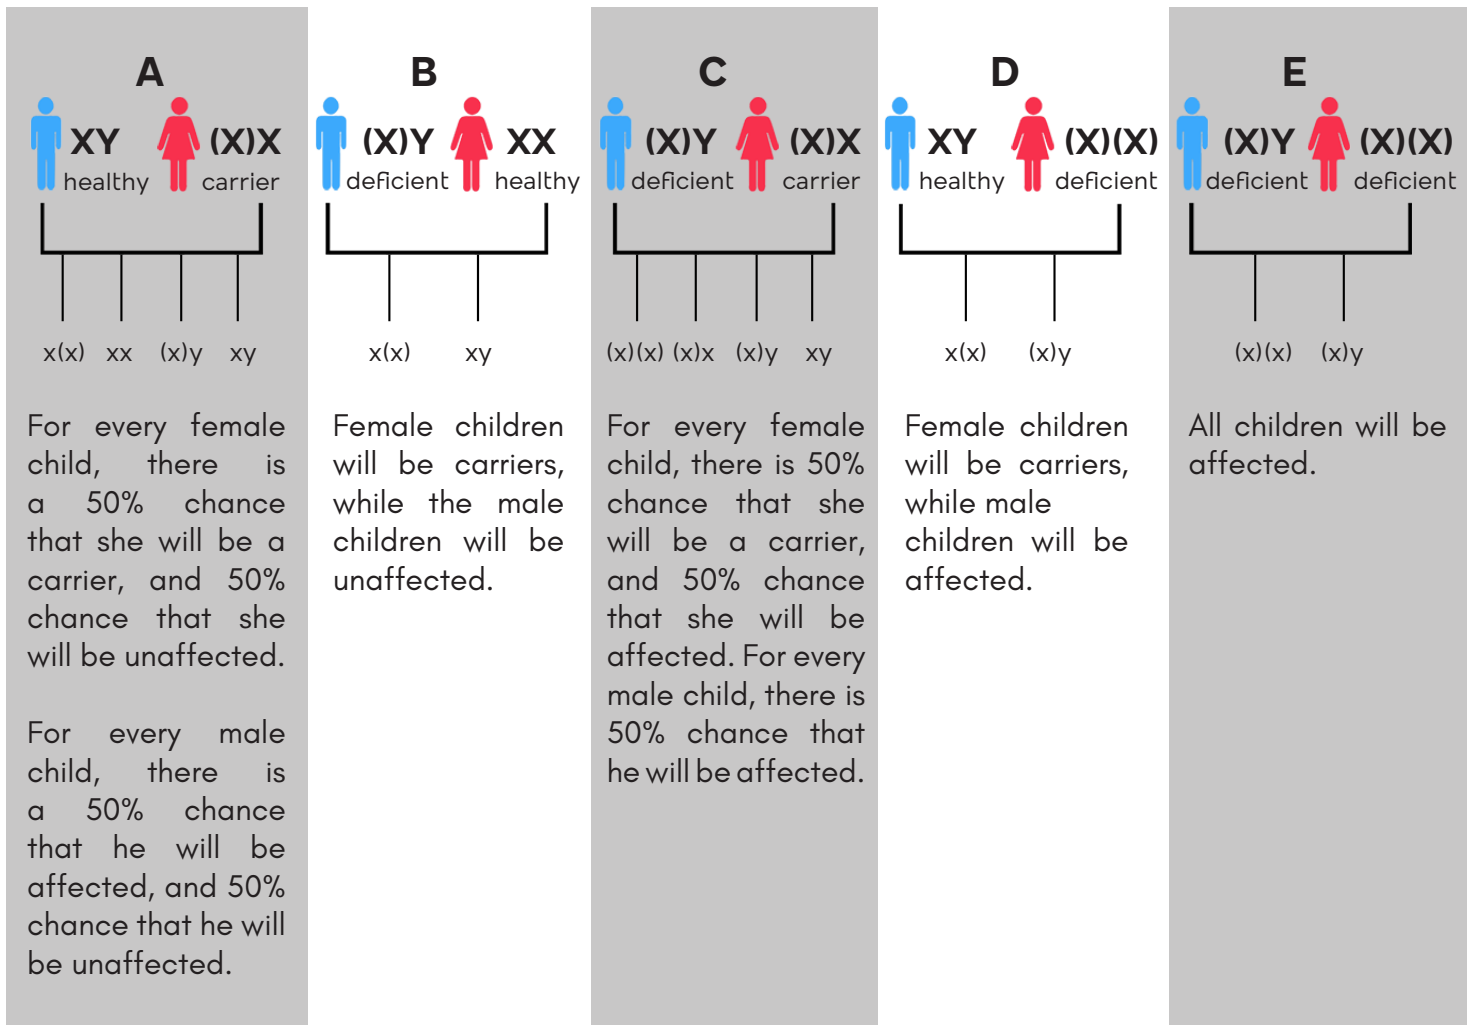 A
XY
(X)X
healthy
carrier
x(x) xx (x)y xy
For every female
child, there is
a 50% chance
that she will be a
carrier, and 50%
chance that she
will be unaffected.
For every male
child, there is
a 50% chance
that he will be
affected, and 50%
chance that he will
be unaffected.
B
(X)Y
XX
deficient
healthy
x(x) xy
Female children
will be carriers,
while the male
children will be
unaffected.
C
(X)Y
(X)X
deficient
carrier
(x)(x) (x)x (x)y xy
For every female
child, there is 50%
chance that she
will be a carrier,
and 50% chance
that she will be
affected. For every
male child, there is
50% chance that
he will be affected.
D
XY
(X)(X)
healthy
deficient
x(x) (x)y
Female children
will be carriers,
while male
children will be
affected.
E
(X)Y
(X)(X)
deficient
deficient
(x)(x) (x)y
All children will be
affected.